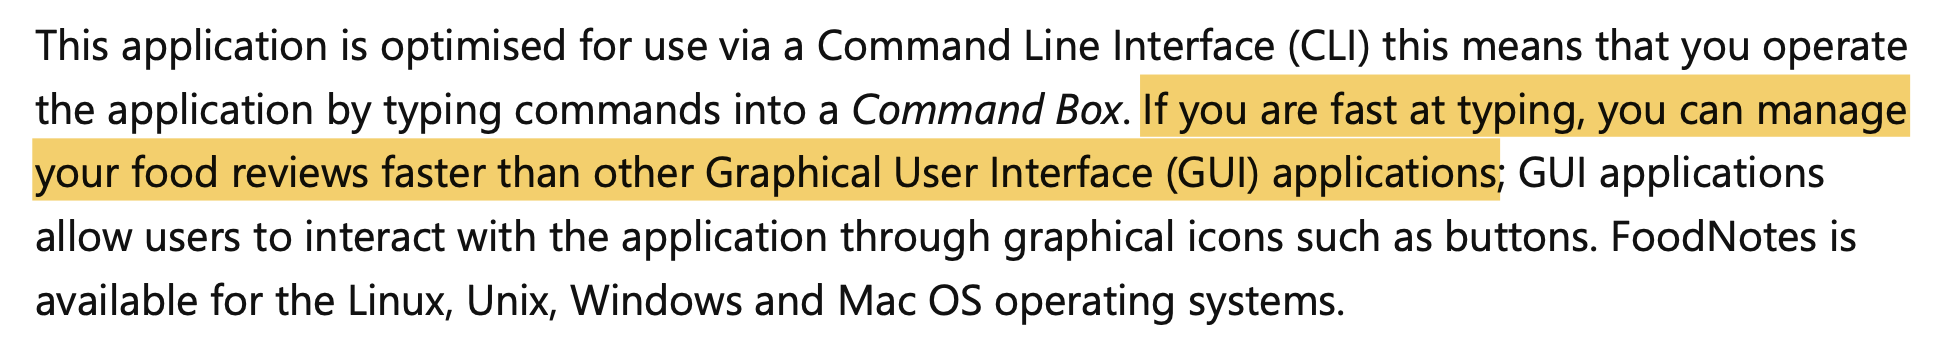 This application is optimised for use via a Command Line Interface (CLI) this means that you operate
the application by typing commands into a Command Box. If you are fast at typing, you can manage
your food reviews faster than other Graphical User Interface (GUI) applications; GUI applications
allow users to interact with the application through graphical icons such as buttons. FoodNotes is
available for the Linux, Unix, Windows and Mac OS operating systems.